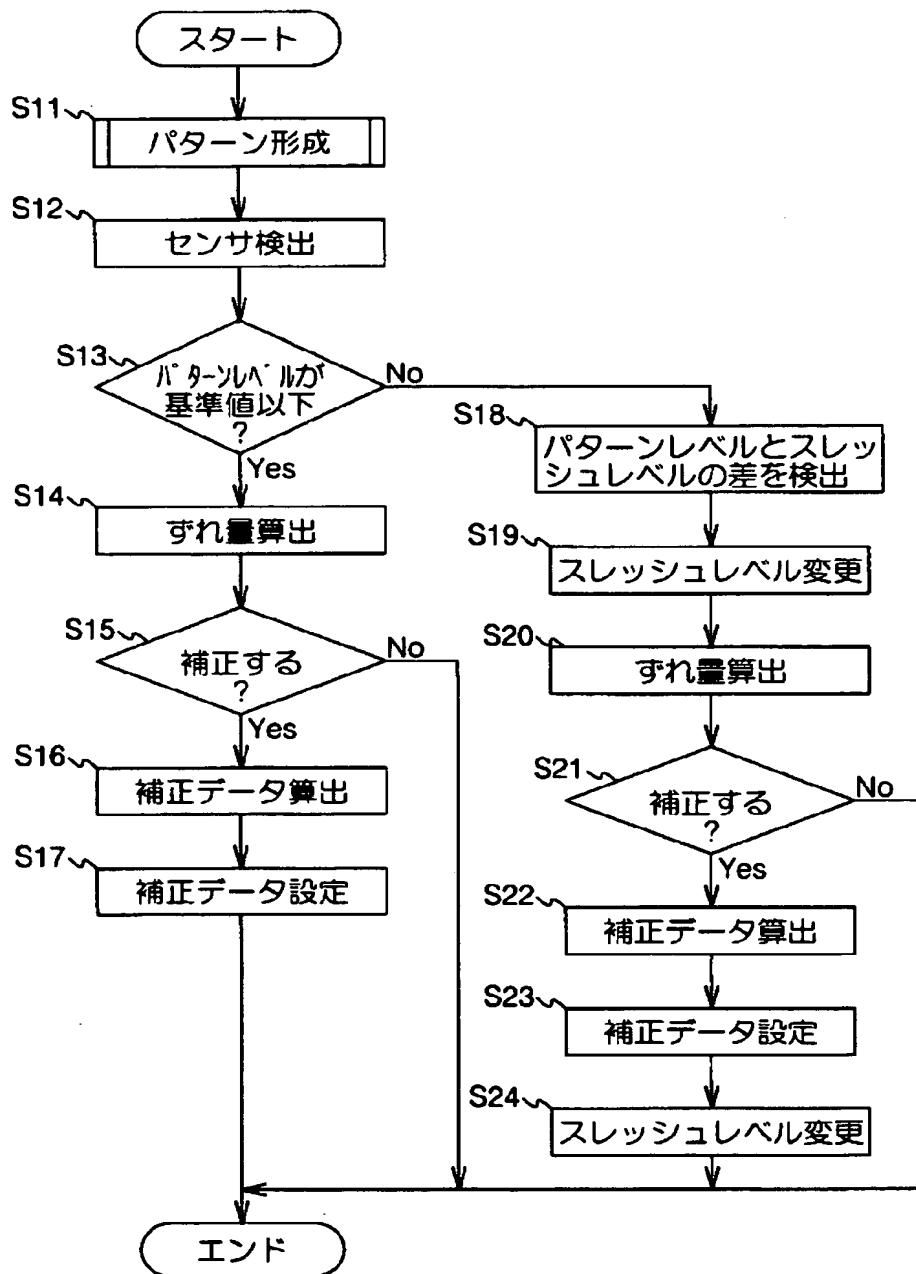 スタート
S11
パターン形成
S12
センサ検出
S13
パターンレベルが
基準値以下
?
No
Yes
S14
ずれ量算出
S15
補正する
?
No
Yes
S16
補正データ算出
S17
補正データ設定
S18
パターンレベルとスレッ
シュレベルの差を検出
S19
スレッシュレベル変更
S20
ずれ量算出
S21
補正する
?
No
Yes
S22
補正データ算出
S23
補正データ設定
S24
スレッシュレベル変更
エンド